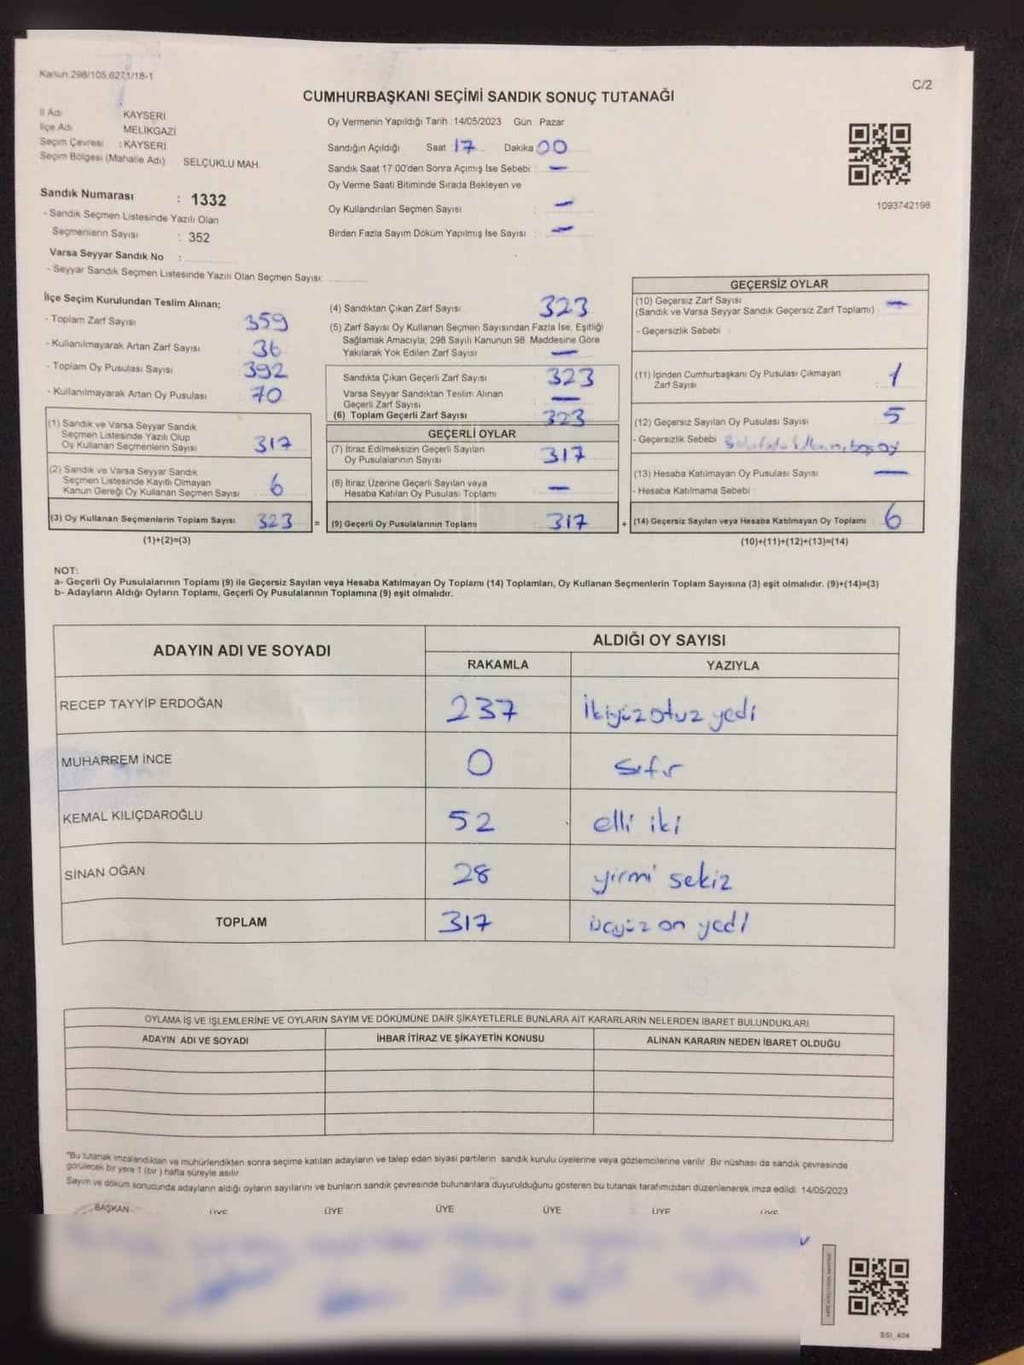 Kanun 298/105,6271/18-1
C/2
CUMHURBAŞKANI SEÇİMİ SANDIK SONUÇ TUTANAĞI
İl Adı KAYSERİ
İlçe Adı MELİKGAZİ
Seçim Çevresi : KAYSERİ
Seçim Bölgesi (Mahalle Adı) SELÇUKLU MAH.
Sandık Numarası : 1332
- Sandık Seçmen Listesinde Yazılı Olan
Seçmenlerin Sayısı : 352
Varsa Seyyar Sandık No :
- Seyyar Sandık Seçmen Listesinde Yazılı Olan Seçmen Sayısı:
Oy Vermenin Yapıldığı Tarih : 14/05/2023 Gün Pazar
Sandığın Açıldığı Saat 17 Dakika 00
Sandık Saat 17:00'den Sonra Açımış İse Sebebi : —
Oy Verme Saati Bitiminde Sırada Bekleyen ve
Oy Kullandırılan Seçmen Sayısı : —
Birden Fazla Sayım Döküm Yapılmış İse Sayısı : —
1093742198
İlçe Seçim Kurulundan Teslim Alınan;
- Toplam Zarf Sayısı 359
- Kullanılmayarak Artan Zarf Sayısı 36
- Toplam Oy Pusulası Sayısı 392
- Kullanılmayarak Artan Oy Pusulası 70
(1) Sandık ve Varsa Seyyar Sandık
Seçmen Listesinde Yazılı Olup
Oy Kullanan Seçmenlerin Sayısı 317
(2) Sandık ve Varsa Seyyar Sandık
Seçmen Listesinde Kayıtlı Olmayan
Kanun Gereği Oy Kullanan Seçmen Sayısı 6
(3) Oy Kullanan Seçmenlerin Toplam Sayısı 323 =
(1)+(2)=(3)
(4) Sandıktan Çıkan Zarf Sayısı 323
(5) Zarf Sayısı Oy Kullanan Seçmen Sayısından Fazla İse, Eşitliği
Sağlamak Amacıyla, 298 Sayılı Kanunun 98. Maddesine Göre
Yakılarak Yok Edilen Zarf Sayısı —
Sandıkta Çıkan Geçerli Zarf Sayısı 323
Varsa Seyyar Sandıktan Teslim Alınan
Geçerli Zarf Sayısı —
(6) Toplam Geçerli Zarf Sayısı 323
GEÇERLİ OYLAR
(7) İtiraz Edilmeksizin Geçerli Sayılan
Oy Pusulalarının Sayısı 317
(8) İtiraz Üzerine Geçerli Sayılan veya
Hesaba Katılan Oy Pusulası Toplamı —
(9) Geçerli Oy Pusulalarının Toplamı 317 +
GEÇERSİZ OYLAR
(10) Geçersiz Zarf Sayısı
(Sandık ve Varsa Seyyar Sandık Geçersiz Zarf Toplamı) : —
- Geçersizlik Sebebi
(11) İçinden Cumhurbaşkanı Oy Pusulası Çıkmayan
Zarf Sayısı : 1
(12) Geçersiz Sayılan Oy Pusulası Sayısı 5
- Geçersizlik Sebebi oy
(13) Hesaba Katılmayan Oy Pusulası Sayısı —
- Hesaba Katılmama Sebebi
(14) Geçersiz Sayılan veya Hesaba Katılmayan Oy Toplamı 6
(10)+(11)+(12)+(13)=(14)
NOT:
a- Geçerli Oy Pusulalarının Toplamı (9) ile Geçersiz Sayılan veya Hesaba Katılmayan Oy Toplamı (14) Toplamları, Oy Kullanan Seçmenlerin Toplam Sayısına (3) eşit olmalıdır. (9)+(14)=(3)
b- Adayların Aldığı Oyların Toplamı, Geçerli Oy Pusulalarının Toplamına (9) eşit olmalıdır.
ADAYIN ADI VE SOYADI ALDIĞI OY SAYISI
RAKAMLA YAZIYLA
RECEP TAYYİP ERDOĞAN 237 ikiyüzotuz yedi
MUHARREM İNCE 0 sıfır
KEMAL KILIÇDAROĞLU 52 elli iki
SİNAN OĞAN 28 yirmi sekiz
TOPLAM 317 üçyüz on yedi
OYLAMA İŞ VE İŞLEMLERİNE VE OYLARIN SAYIM VE DÖKÜMÜNE DAİR ŞİKAYETLERLE BUNLARA AİT KARARLARIN NELERDEN İBARET BULUNDUKLARI
ADAYIN ADI VE SOYADI İHBAR İTİRAZ VE ŞİKAYETİN KONUSU ALINAN KARARIN NEDEN İBARET OLDUĞU
"Bu tutanak imzalandıktan ve mühürlendikten sonra seçime katılan adayların ve talep eden siyasi partilerin sandık kurulu üyelerine veya gözlemcilerine verilir. Bir nüshası da sandık çevresinde
görülecek bir yere 1 (bir ) hafta süreyle asılır.
Sayım ve döküm sonucunda adayların aldığı oyların sayılarını ve bunların sandık çevresinde bulunanlara duyurulduğunu gösteren bu tutanak tarafımızdan düzenlenerek imza edildi. 14/05/2023
BAŞKAN ÜYE ÜYE ÜYE ÜYE ÜYE ÜYE
SSI_404